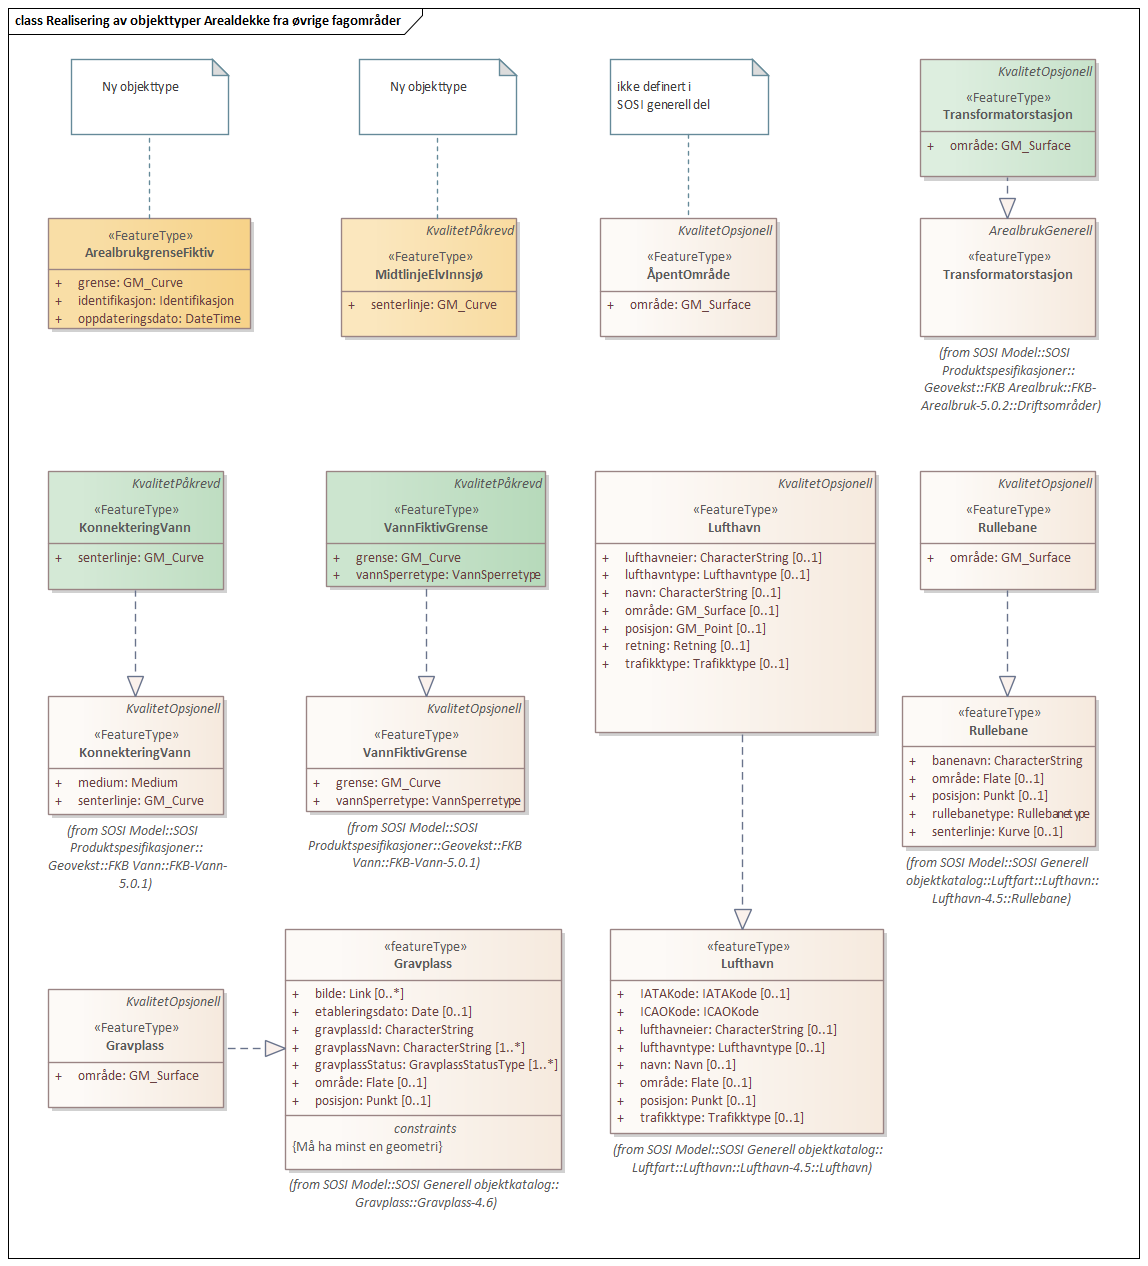 class Realisering av objekttyper Arealdekke fra øvrige fagområder
Ny objekttype
«FeatureType»
ArealbrukgrenseFiktiv
+ grense: GM_Curve
+ identifikasjon: Identifikasjon
+ oppdateringsdato: DateTime
Ny objekttype
KvalitetPåkrevd
«FeatureType»
MidtlinjeElvInnsjø
+ senterlinje: GM_Curve
ikke definert i
SOSI generell del
KvalitetOpsjonell
«FeatureType»
ÅpentOmråde
+ område: GM_Surface
KvalitetOpsjonell
«FeatureType»
Transformatorstasjon
+ område: GM_Surface
ArealbrukGenerell
«featureType»
Transformatorstasjon
(from SOSI Model::SOSI
Produktspesifikasjoner::
Geovekst::FKB Arealbruk::FKB-
Arealbruk-5.0.2::Driftsområder)
KvalitetPåkrevd
«FeatureType»
KonnekteringVann
+ senterlinje: GM_Curve
KvalitetOpsjonell
«FeatureType»
KonnekteringVann
+ medium: Medium
+ senterlinje: GM_Curve
(from SOSI Model::SOSI
Produktspesifikasjoner::
Geovekst::FKB Vann::FKB-Vann-
5.0.1)
KvalitetPåkrevd
«FeatureType»
VannFiktivGrense
+ grense: GM_Curve
+ vannSperretype: VannSperretype
KvalitetOpsjonell
«FeatureType»
VannFiktivGrense
+ grense: GM_Curve
+ vannSperretype: VannSperretype
(from SOSI Model::SOSI
Produktspesifikasjoner::Geovekst::FKB
Vann::FKB-Vann-5.0.1)
KvalitetOpsjonell
«FeatureType»
Lufthavn
+ lufthavneier: CharacterString [0..1]
+ lufthavntype: Lufthavntype [0..1]
+ navn: CharacterString [0..1]
+ område: GM_Surface [0..1]
+ posisjon: GM_Point [0..1]
+ retning: Retning [0..1]
+ trafikktype: Trafikktype [0..1]
KvalitetOpsjonell
«FeatureType»
Rullebane
+ område: GM_Surface
«featureType»
Rullebane
+ banenavn: CharacterString
+ område: Flate [0..1]
+ posisjon: Punkt [0..1]
+ rullebanetype: Rullebanetype
+ senterlinje: Kurve [0..1]
(from SOSI Model::SOSI Generell
objektkatalog::Luftfart::Lufthavn::
Lufthavn-4.5::Rullebane)
KvalitetOpsjonell
«FeatureType»
Gravplass
+ område: GM_Surface
«featureType»
Gravplass
+ bilde: Link [0..*]
+ etableringsdato: Date [0..1]
+ gravplassId: CharacterString
+ gravplassNavn: CharacterString [1..*]
+ gravplassStatus: GravplassStatusType [1..*]
+ område: Flate [0..1]
+ posisjon: Punkt [0..1]
constraints
{Må ha minst en geometri}
(from SOSI Model::SOSI Generell objektkatalog::
Gravplass::Gravplass-4.6)
«featureType»
Lufthavn
+ IATAKode: IATAKode [0..1]
+ ICAOKode: ICAOKode
+ lufthavneier: CharacterString [0..1]
+ lufthavntype: Lufthavntype [0..1]
+ navn: Navn [0..1]
+ område: Flate [0..1]
+ posisjon: Punkt [0..1]
+ trafikktype: Trafikktype [0..1]
(from SOSI Model::SOSI Generell objektkatalog::
Luftfart::Lufthavn::Lufthavn-4.5::Lufthavn)